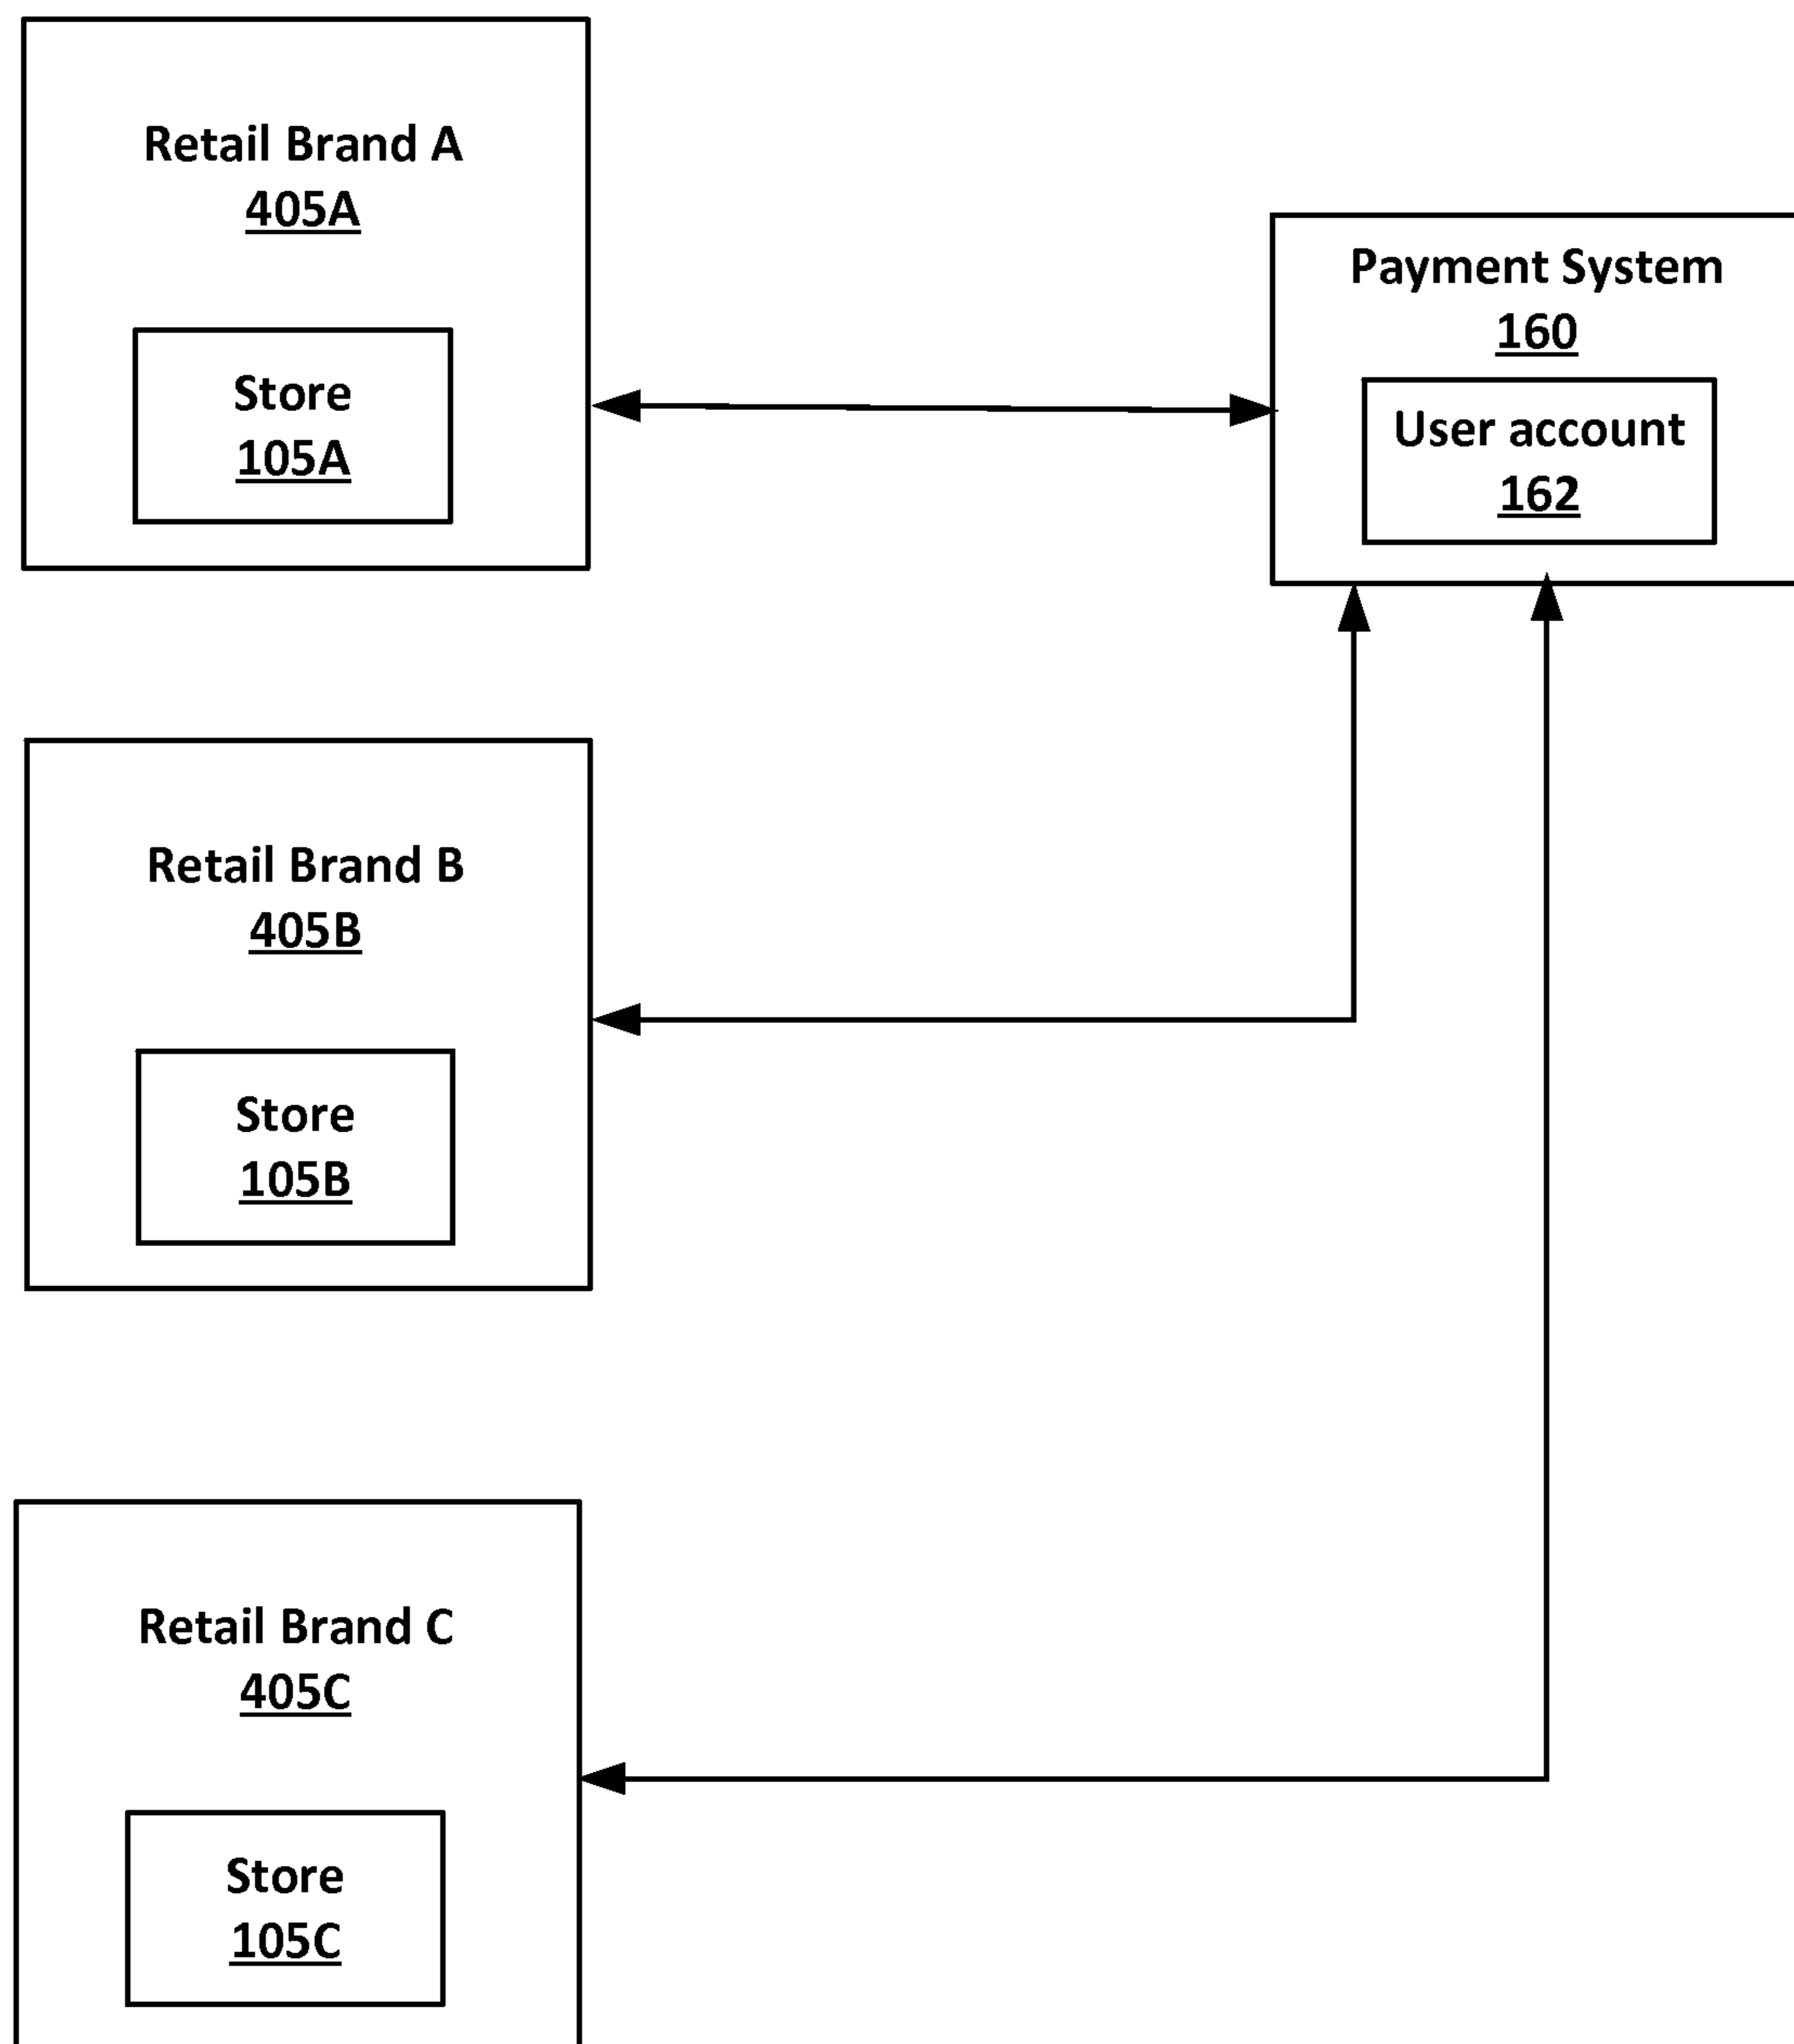 Retail Brand A
405A
Store
105A
Payment System
160
User account
162
Retail Brand B
405B
Store
105B
Retail Brand C
405C
Store
105C